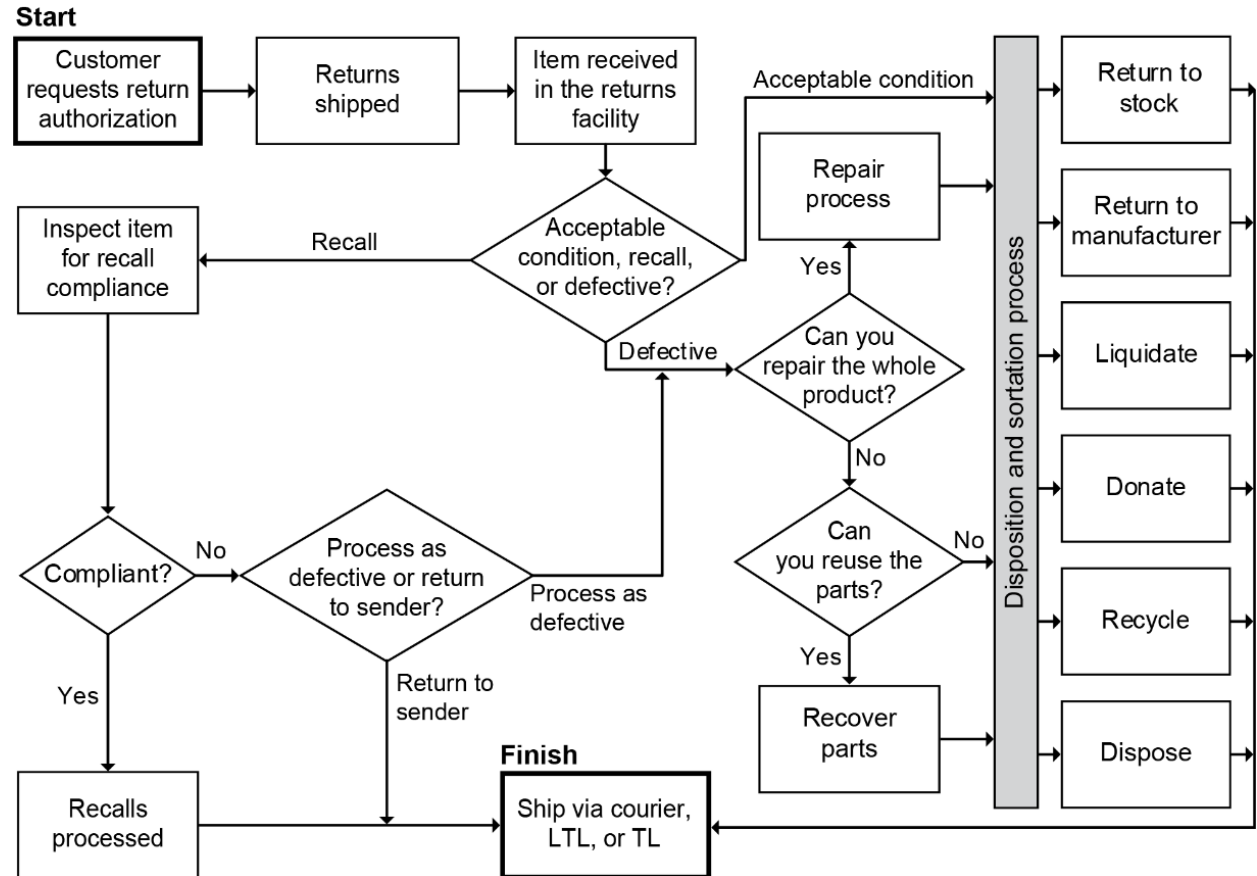 Start
Customer
requests return
authorization
Returns
shipped
Item received
in the returns
facility
Acceptable condition
Return to
stock
Repair
process
Return to
manufacturer
Inspect item
for recall
compliance
Recall
Acceptable
condition, recall,
or defective?
Yes
Defective
Can you
repair the whole
product?
Disposition and sortation process
Liquidate
No
Donate
Can
you reuse the
parts?
No
Compliant?
No
Process as
defective or return
to sender?
Process as
defective
Recycle
Yes
Yes
Return to
sender
Recover
parts
Dispose
Finish
Recalls
processed
Ship via courier,
LTL, or TL